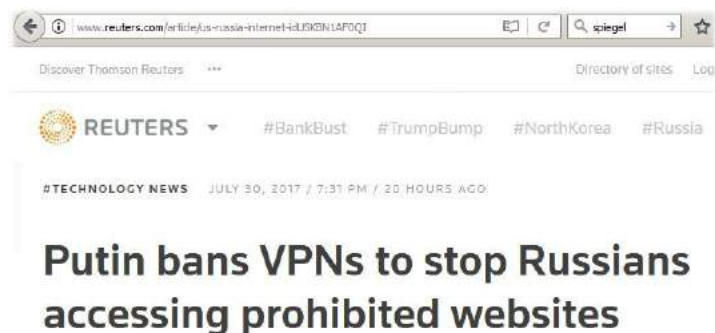 www.reuters.com/article/us-russia-internet-idUSKBN1AF0QI spiegel
Discover Thomson Reuters ... Directory of sites Log
REUTERS #BankBust #TrumpBump #NorthKorea #Russia
#TECHNOLOGY NEWS JULY 30, 2017 / 7:31 PM / 20 HOURS AGO
Putin bans VPNs to stop Russians
accessing prohibited websites